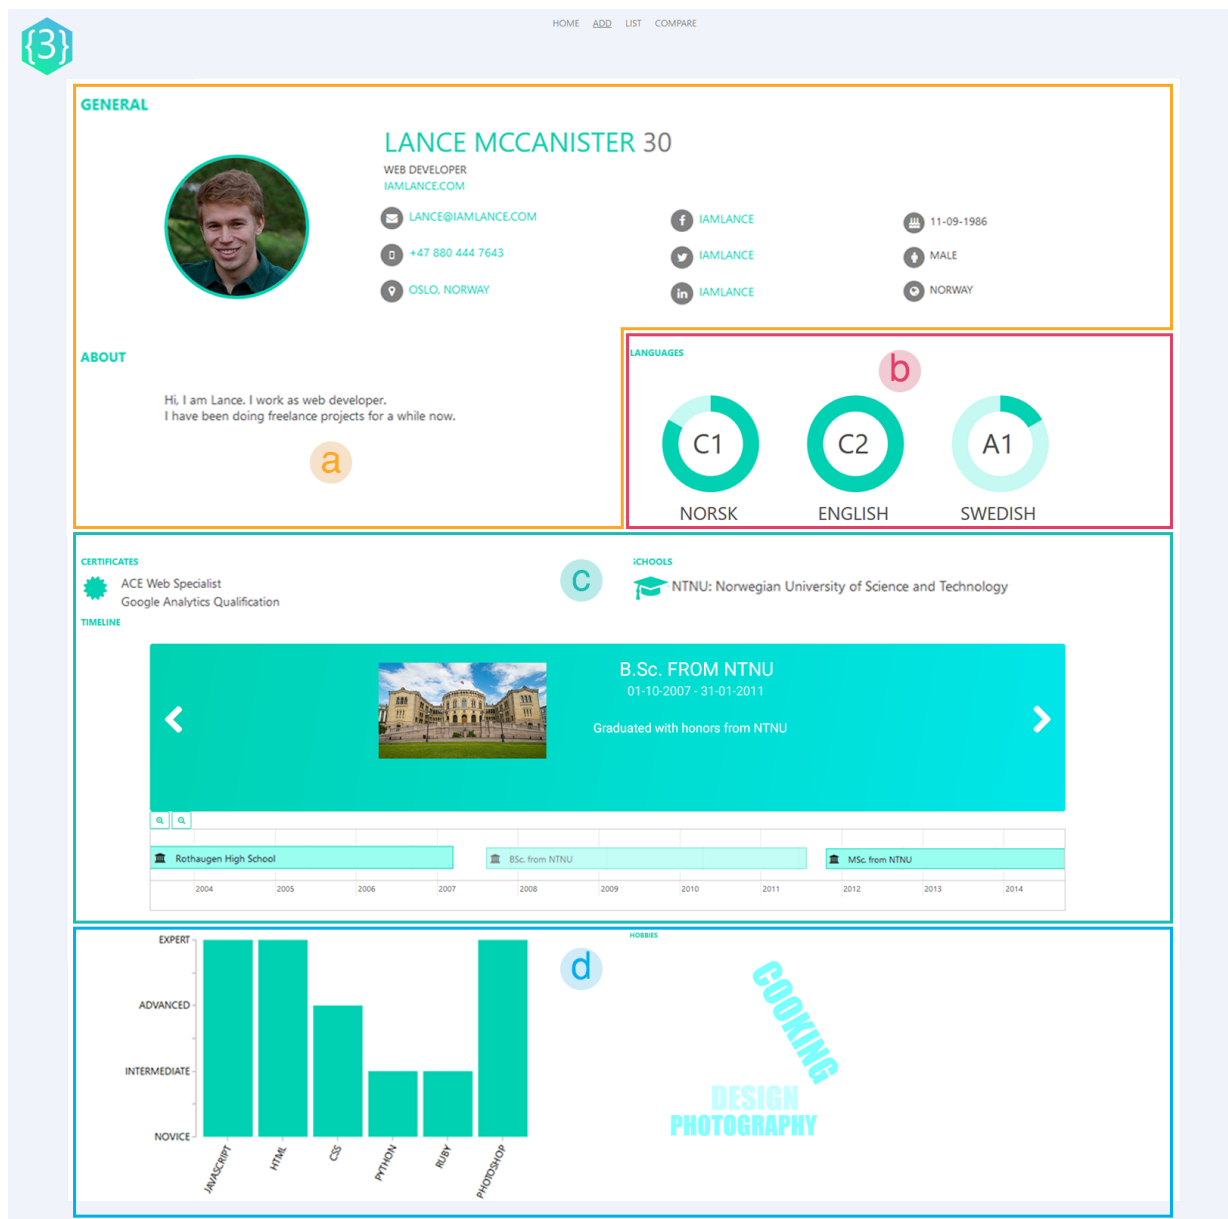 HOME ADD LIST COMPARE
{3}
GENERAL
LANCE MCCANISTER 30
WEB DEVELOPER
IAMLANCE.COM
LANCE@IAMLANCE.COM
IAMLANCE
11-09-1986
+47 880 444 7643
IAMLANCE
MALE
OSLO, NORWAY
IAMLANCE
NORWAY
ABOUT
Hi, I am Lance. I work as web developer.
I have been doing freelance projects for a while now.
a
LANGUAGES
b
C1 C2 A1
NORSK ENGLISH SWEDISH
CERTIFICATES
ACE Web Specialist
Google Analytics Qualification
c
SCHOOLS
NTNU: Norwegian University of Science and Technology
TIMELINE
B.Sc. FROM NTNU
01-10-2007 - 31-01-2011
Graduated with honors from NTNU
Rothaugen High School BSc. from NTNU MSc. from NTNU
2004 2005 2006 2007 2008 2009 2010 2011 2012 2013 2014
d
EXPERT
ADVANCED
INTERMEDIATE
NOVICE
JAVASCRIPT HTML CSS PYTHON RUBY PHOTOSHOP
HOBBIES
COOKING
DESIGN
PHOTOGRAPHY